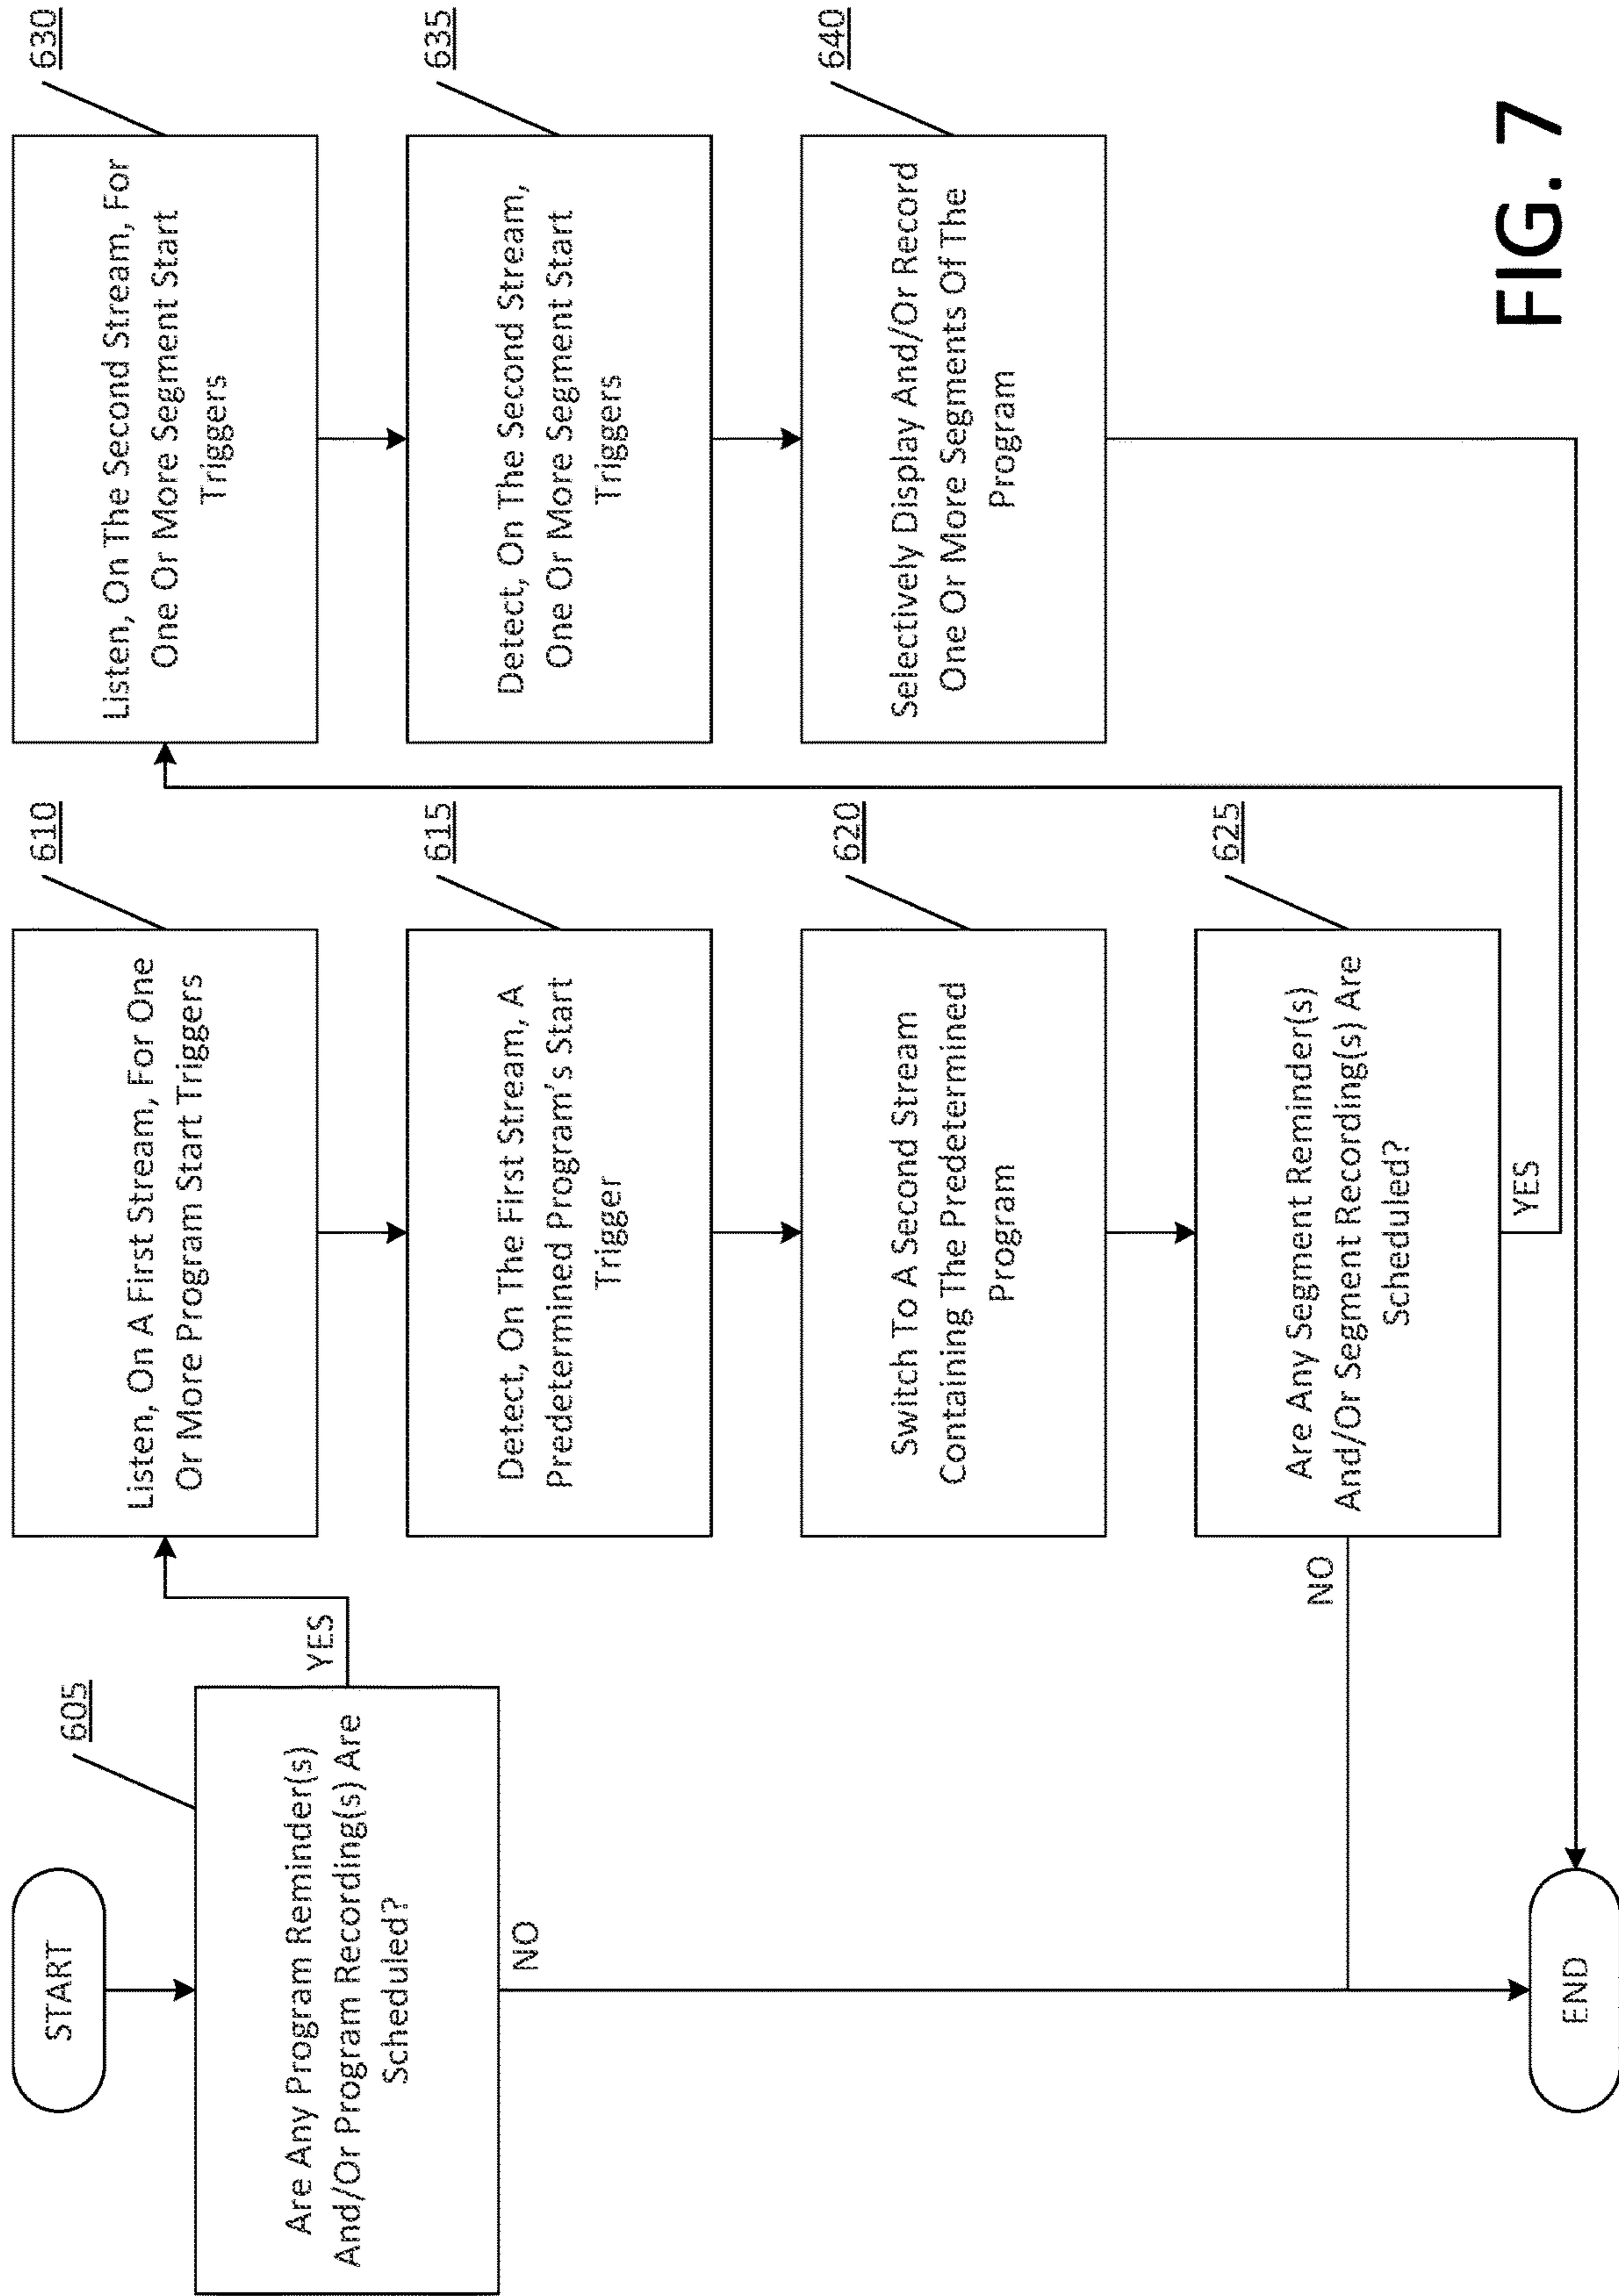 START
605
Are Any Program Reminder(s)
And/Or Program Recording(s) Are
Scheduled?
YES
NO
610
Listen, On A First Stream, For One
Or More Program Start Triggers
615
Detect, On The First Stream, A
Predetermined Program's Start
Trigger
620
Switch To A Second Stream
Containing The Predetermined
Program
625
Are Any Segment Reminder(s)
And/Or Segment Recording(s) Are
Scheduled?
NO
YES
630
Listen, On The Second Stream, For
One Or More Segment Start
Triggers
635
Detect, On The Second Stream,
One Or More Segment Start
Triggers
640
Selectively Display And/Or Record
One Or More Segments Of The
Program
END
FIG. 7